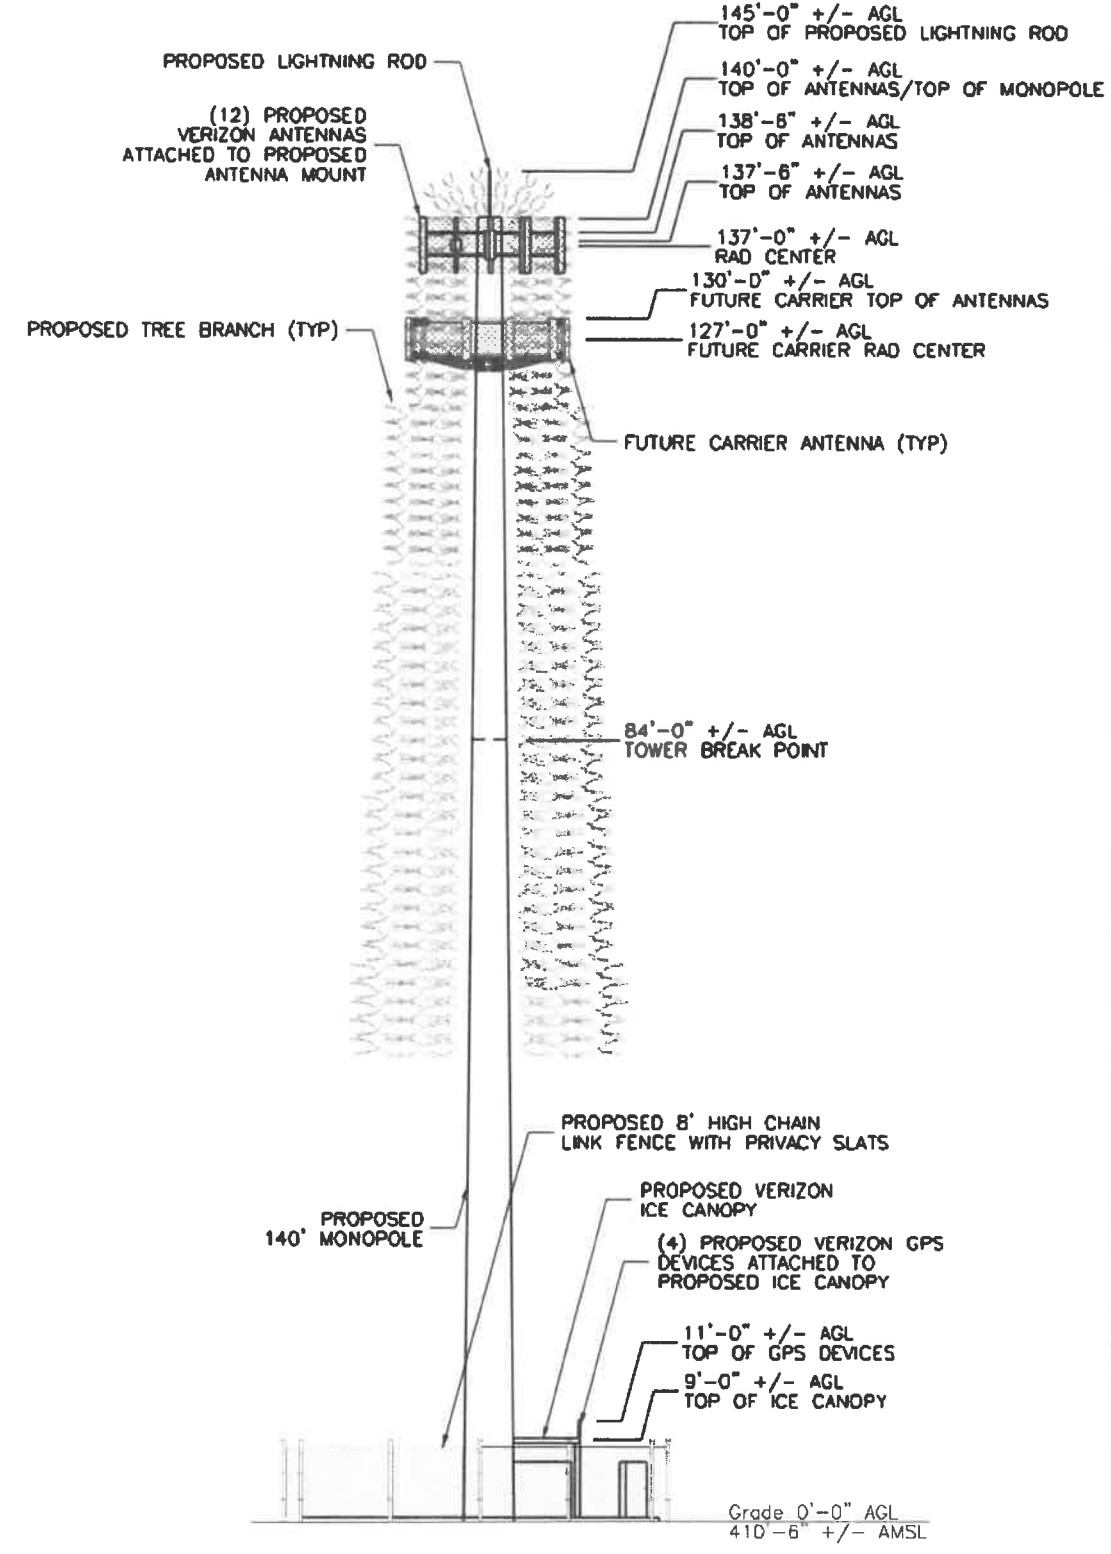 145'-0" +/- AGL
TOP OF PROPOSED LIGHTNING ROD
PROPOSED LIGHTNING ROD
140'-0" +/- AGL
TOP OF ANTENNAS/TOP OF MONOPOLE
(12) PROPOSED
VERIZON ANTENNAS
ATTACHED TO PROPOSED
ANTENNA MOUNT
138'-6" +/- AGL
TOP OF ANTENNAS
137'-6" +/- AGL
TOP OF ANTENNAS
137'-0" +/- AGL
RAD CENTER
130'-0" +/- AGL
FUTURE CARRIER TOP OF ANTENNAS
PROPOSED TREE BRANCH (TYP)
127'-0" +/- AGL
FUTURE CARRIER RAD CENTER
FUTURE CARRIER ANTENNA (TYP)
84'-0" +/- AGL
TOWER BREAK POINT
PROPOSED 8' HIGH CHAIN
LINK FENCE WITH PRIVACY SLATS
PROPOSED VERIZON
ICE CANOPY
PROPOSED
140' MONOPOLE
(4) PROPOSED VERIZON GPS
DEVICES ATTACHED TO
PROPOSED ICE CANOPY
11'-0" +/- AGL
TOP OF GPS DEVICES
9'-0" +/- AGL
TOP OF ICE CANOPY
Grade 0'-0" AGL
410'-6" +/- AMSL